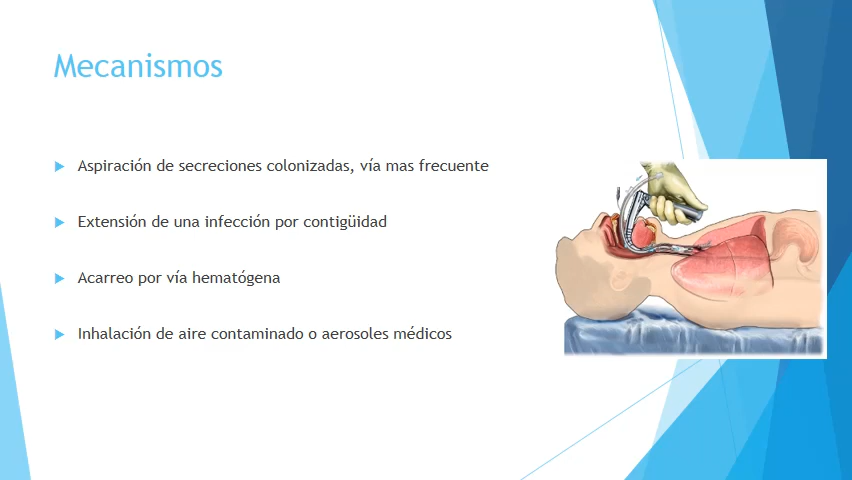 Mecanismos
Aspiración de secreciones colonizadas, vía mas frecuente
Extensión de una infección por contigüidad
Acarreo por vía hematógena
Inhalación de aire contaminado o aerosoles médicos